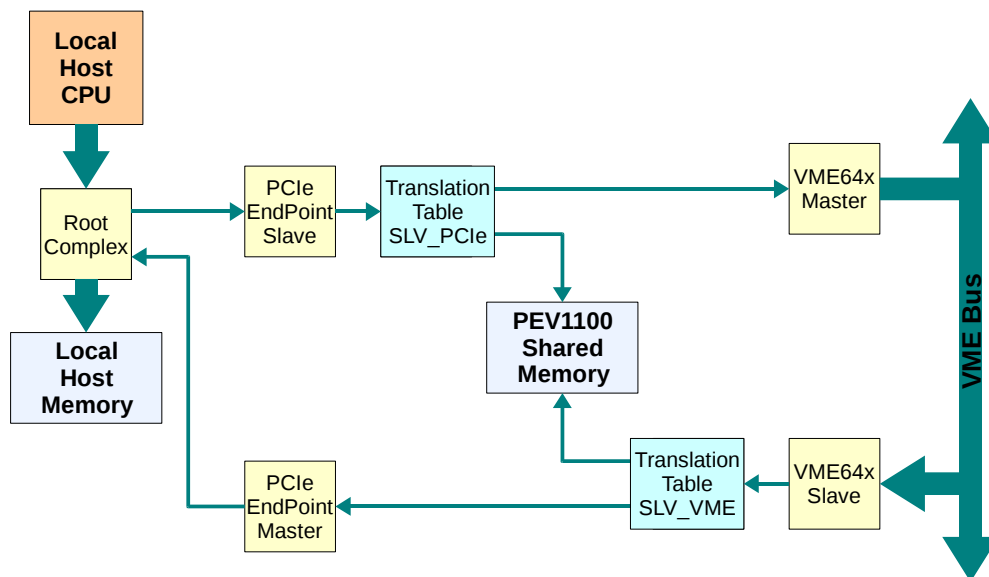 Local
Host
CPU
Root
Complex
Local
Host
Memory
PCIe
EndPoint
Slave
Translation
Table
SLV_PCIe
VME64x
Master
PEV1100
Shared
Memory
VME Bus
PCIe
EndPoint
Master
Translation
Table
SLV_VME
VME64x
Slave